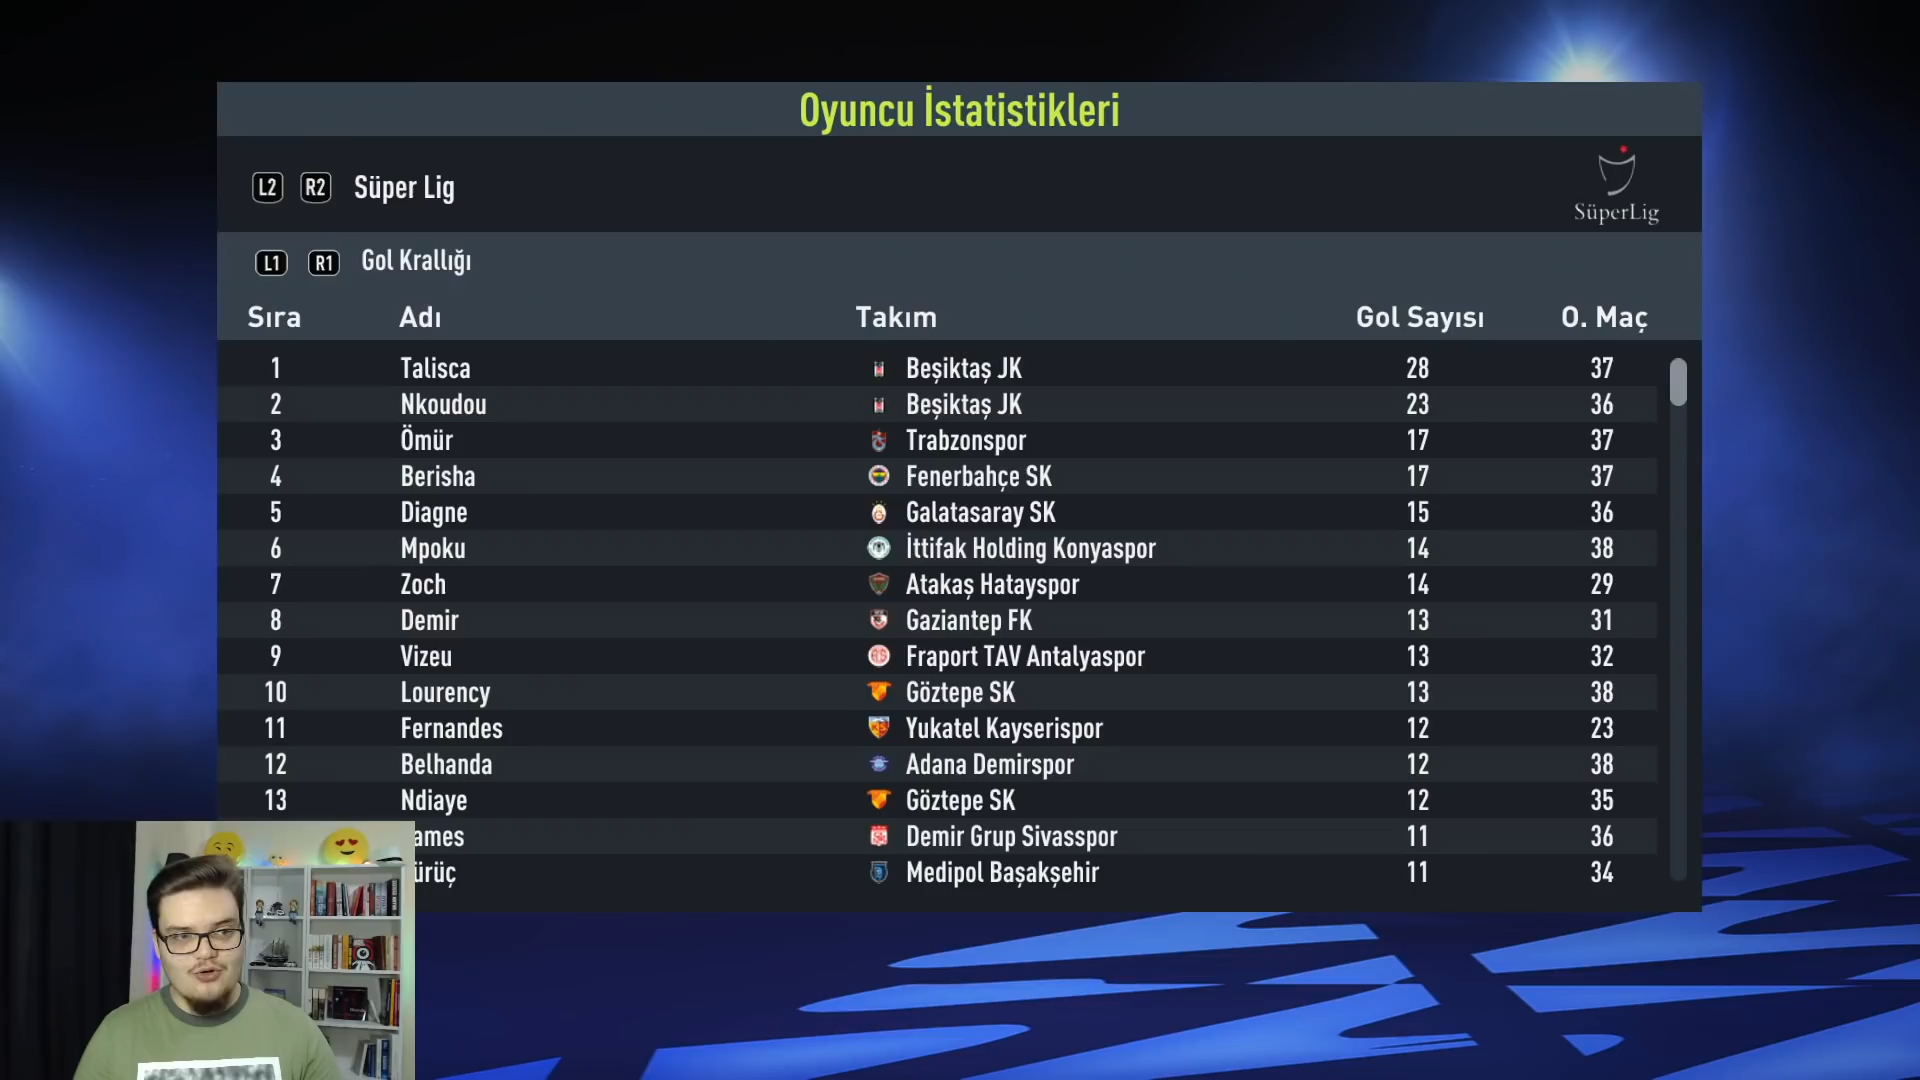 Oyuncu İstatistikleri
L2 R2 Süper Lig
SüperLig
L1 R1 Gol Krallığı
Sıra Adı Takım Gol Sayısı O. Maç
1 Talisca Beşiktaş JK 28 37
2 Nkoudou Beşiktaş JK 23 36
3 Ömür Trabzonspor 17 37
4 Berisha Fenerbahçe SK 17 37
5 Diagne Galatasaray SK 15 36
6 Mpoku İttifak Holding Konyaspor 14 38
7 Zoch Atakaş Hatayspor 14 29
8 Demir Gaziantep FK 13 31
9 Vizeu Fraport TAV Antalyaspor 13 32
10 Lourency Göztepe SK 13 38
11 Fernandes Yukatel Kayserispor 12 23
12 Belhanda Adana Demirspor 12 38
13 Ndiaye Göztepe SK 12 35
ames Demir Grup Sivasspor 11 36
ürüç Medipol Başakşehir 11 34